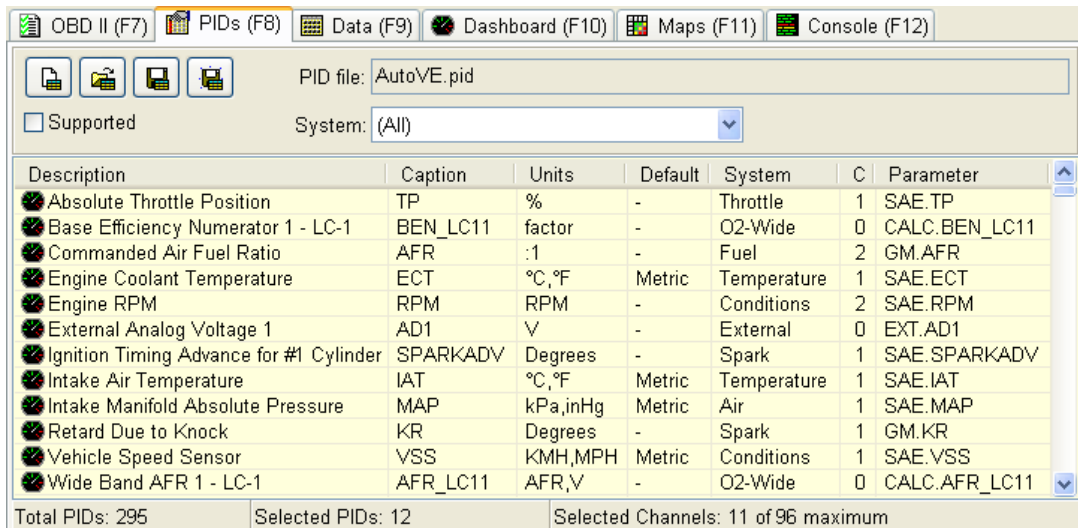 OBD II (F7) PIDs (F8) Data (F9) Dashboard (F10) Maps (F11) Console (F12)
PID file: AutoVE.pid
Supported System: (All)
Description Caption Units Default System C Parameter
Absolute Throttle Position TP % - Throttle 1 SAE.TP
Base Efficiency Numerator 1 - LC-1 BEN_LC11 factor - O2-Wide 0 CALC.BEN_LC11
Commanded Air Fuel Ratio AFR :1 - Fuel 2 GM.AFR
Engine Coolant Temperature ECT °C,°F Metric Temperature 1 SAE.ECT
Engine RPM RPM RPM - Conditions 2 SAE.RPM
External Analog Voltage 1 AD1 V - External 0 EXT.AD1
Ignition Timing Advance for #1 Cylinder SPARKADV Degrees - Spark 1 SAE.SPARKADV
Intake Air Temperature IAT °C,°F Metric Temperature 1 SAE.IAT
Intake Manifold Absolute Pressure MAP kPa,inHg Metric Air 1 SAE.MAP
Retard Due to Knock KR Degrees - Spark 1 GM.KR
Vehicle Speed Sensor VSS KMH,MPH Metric Conditions 1 SAE.VSS
Wide Band AFR 1 - LC-1 AFR_LC11 AFR,V - O2-Wide 0 CALC.AFR_LC11
Total PIDs: 295 Selected PIDs: 12 Selected Channels: 11 of 96 maximum